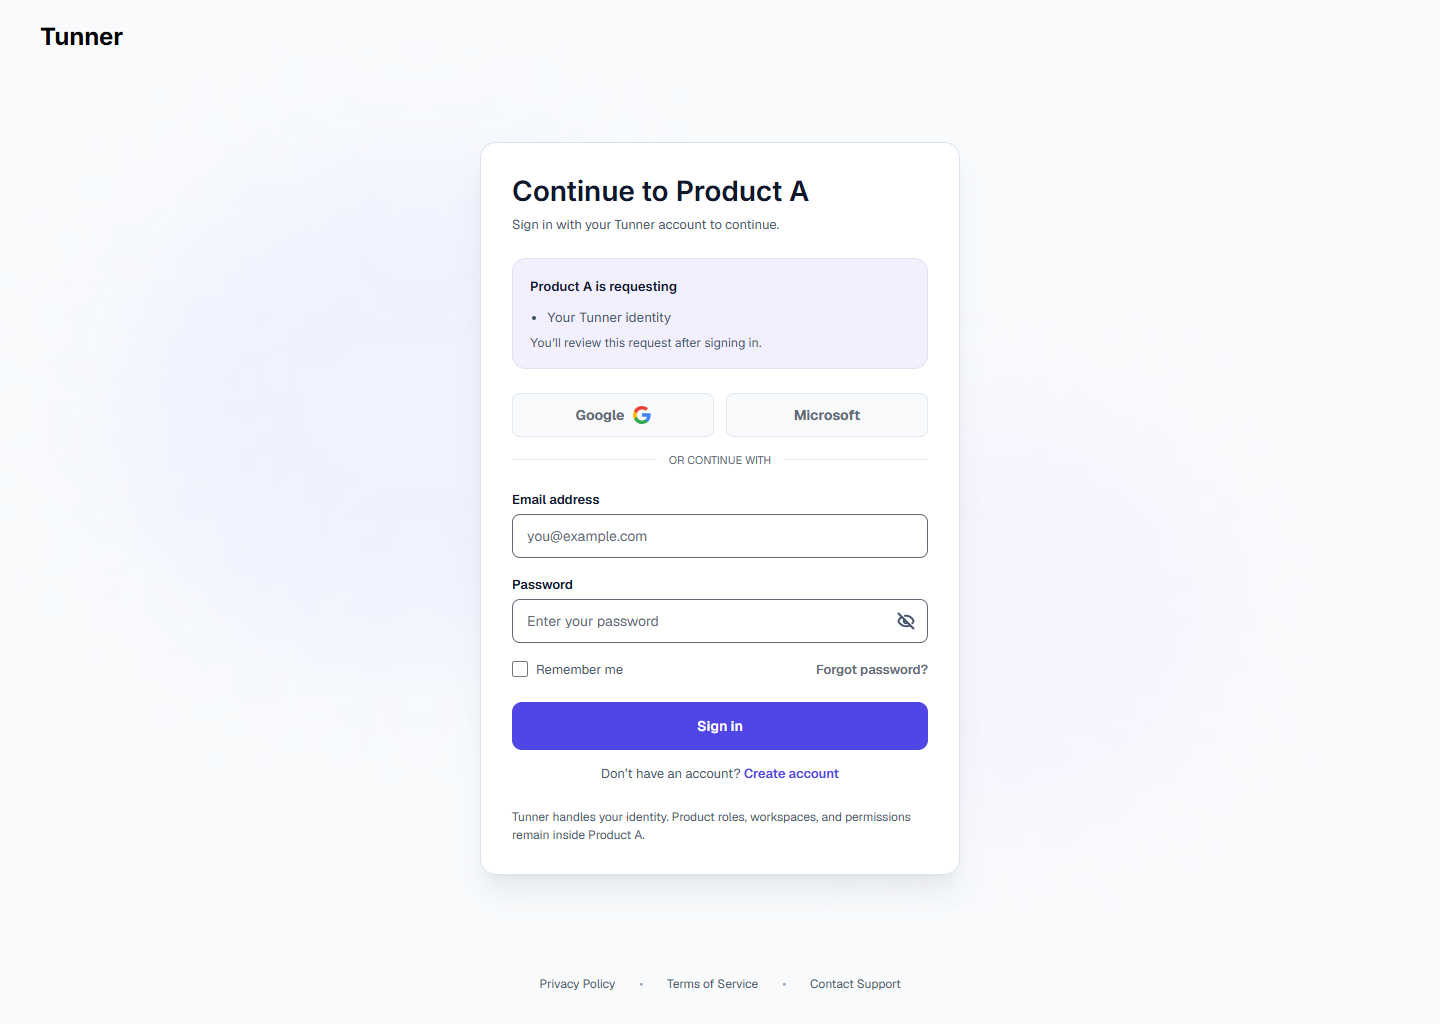 Tunner
Continue to Product A
Sign in with your Tunner account to continue.
Product A is requesting
• Your Tunner identity
You'll review this request after signing in.
Google
Microsoft
OR CONTINUE WITH
Email address
you@example.com
Password
Enter your password
Remember me
Forgot password?
Sign in
Don't have an account? Create account
Tunner handles your identity. Product roles, workspaces, and permissions
remain inside Product A.
Privacy Policy • Terms of Service • Contact Support